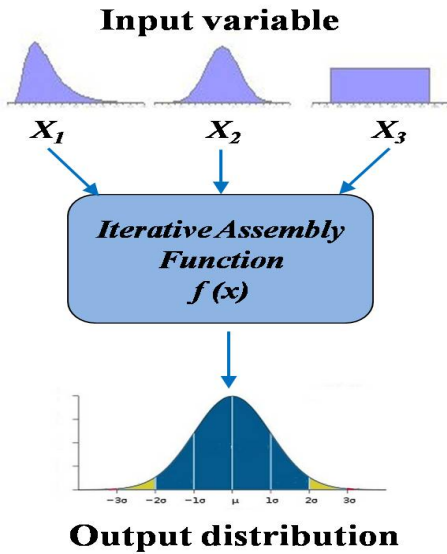 Input variable
X1 X2 X3
Iterative Assembly
Function
f (x)
-3σ -2σ -1σ μ 1σ 2σ 3σ
Output distribution